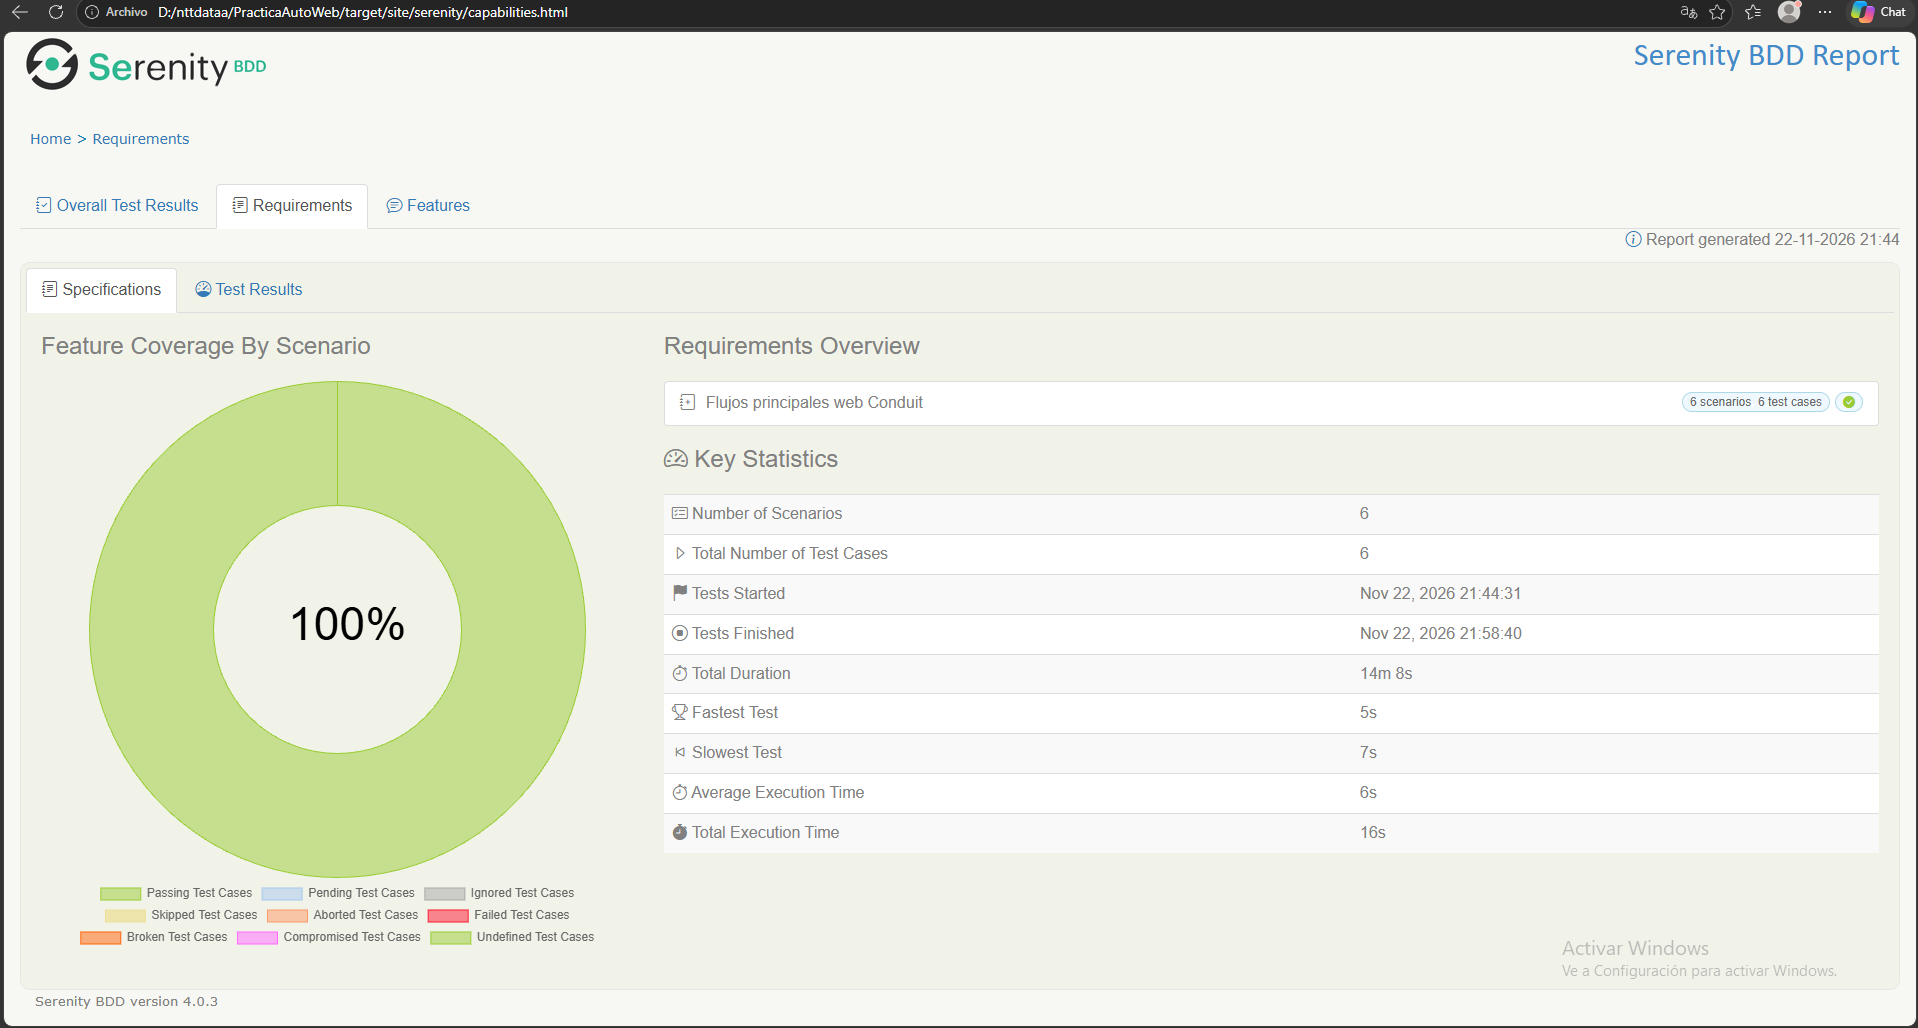 Archivo D:/nttdataa/PracticaAutoWeb/target/site/serenity/capabilities.html
Chat
Serenity BDD
Serenity BDD Report
Home > Requirements
Overall Test Results Requirements Features
Report generated 22-11-2026 21:44
Specifications Test Results
Feature Coverage By Scenario
100%
Passing Test Cases Pending Test Cases Ignored Test Cases
Skipped Test Cases Aborted Test Cases Failed Test Cases
Broken Test Cases Compromised Test Cases Undefined Test Cases
Requirements Overview
Flujos principales web Conduit 6 scenarios 6 test cases
Key Statistics
Number of Scenarios 6
Total Number of Test Cases 6
Tests Started Nov 22, 2026 21:44:31
Tests Finished Nov 22, 2026 21:58:40
Total Duration 14m 8s
Fastest Test 5s
Slowest Test 7s
Average Execution Time 6s
Total Execution Time 16s
Activar Windows
Ve a Configuración para activar Windows.
Serenity BDD version 4.0.3